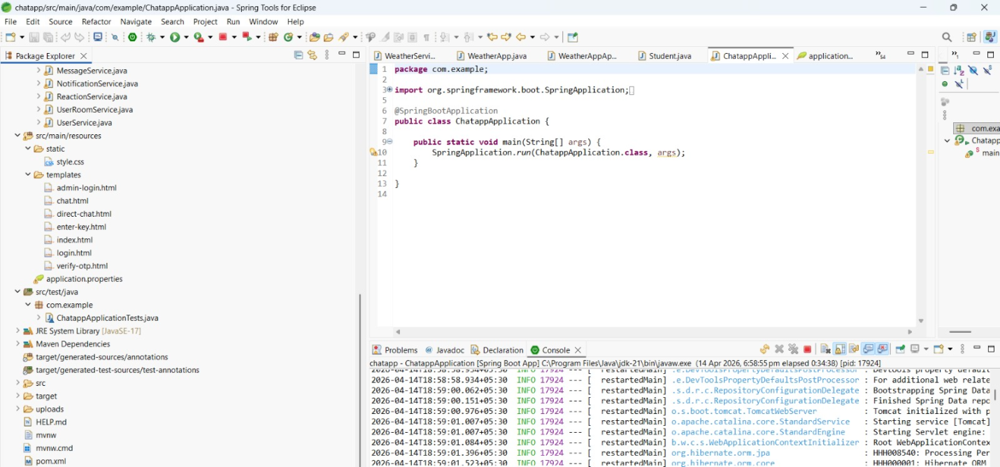 chatapp/src/main/java/com/example/ChatappApplication.java - Spring Tools for Eclipse
File Edit Source Refactor Navigate Search Project Run Window Help
Package Explorer
MessageService.java
NotificationService.java
ReactionService.java
UserRoomService.java
UserService.java
src/main/resources
static
style.css
templates
admin-login.html
chat.html
direct-chat.html
enter-key.html
index.html
login.html
verify-otp.html
application.properties
src/test/java
com.example
ChatappApplicationTests.java
JRE System Library [JavaSE-17]
Maven Dependencies
target/generated-sources/annotations
target/generated-test-sources/test-annotations
src
target
uploads
HELP.md
mvnw
mvnw.cmd
pom.xml
WeatherServi... WeatherApp.java WeatherAppAp... Student.java ChatappAppli... application... »54
1 package com.example;
2
3 import org.springframework.boot.SpringApplication;
5
6 @SpringBootApplication
7 public class ChatappApplication {
8
9 public static void main(String[] args) {
10 SpringApplication.run(ChatappApplication.class, args);
11 }
12
13 }
14
»1
com.exa
Chatapp
main
Problems Javadoc Declaration Console
chatapp - ChatappApplication [Spring Boot App] C:\Program Files\Java\jdk-21\bin\javaw.exe (14 Apr 2026, 6:58:55 pm elapsed 0:34:38) [pid: 17924]
2026-04-14T18:58:58.934+05:30 INFO 17924 --- [ restartedMain] .e.DevToolsPropertyDefaultsPostProcessor : Devtools property default
2026-04-14T18:58:58.934+05:30 INFO 17924 --- [ restartedMain] .e.DevToolsPropertyDefaultsPostProcessor : For additional web relate
2026-04-14T18:59:00.062+05:30 INFO 17924 --- [ restartedMain] .s.d.r.c.RepositoryConfigurationDelegate : Bootstrapping Spring Data
2026-04-14T18:59:00.151+05:30 INFO 17924 --- [ restartedMain] .s.d.r.c.RepositoryConfigurationDelegate : Finished Spring Data repo
2026-04-14T18:59:00.976+05:30 INFO 17924 --- [ restartedMain] o.s.boot.tomcat.TomcatWebServer : Tomcat initialized with p
2026-04-14T18:59:01.007+05:30 INFO 17924 --- [ restartedMain] o.apache.catalina.core.StandardService : Starting service [Tomcat]
2026-04-14T18:59:01.007+05:30 INFO 17924 --- [ restartedMain] o.apache.catalina.core.StandardEngine : Starting Servlet engine:
2026-04-14T18:59:01.084+05:30 INFO 17924 --- [ restartedMain] b.w.c.s.WebApplicationContextInitializer : Root WebApplicationContex
2026-04-14T18:59:01.396+05:30 INFO 17924 --- [ restartedMain] org.hibernate.orm.jpa : HHH008540: Processing Per
2026-04-14T18:59:01.523+05:30 INFO 17924 --- [ restartedMain] org.hibernate.orm.core : HHH000001: Hibernate ORM